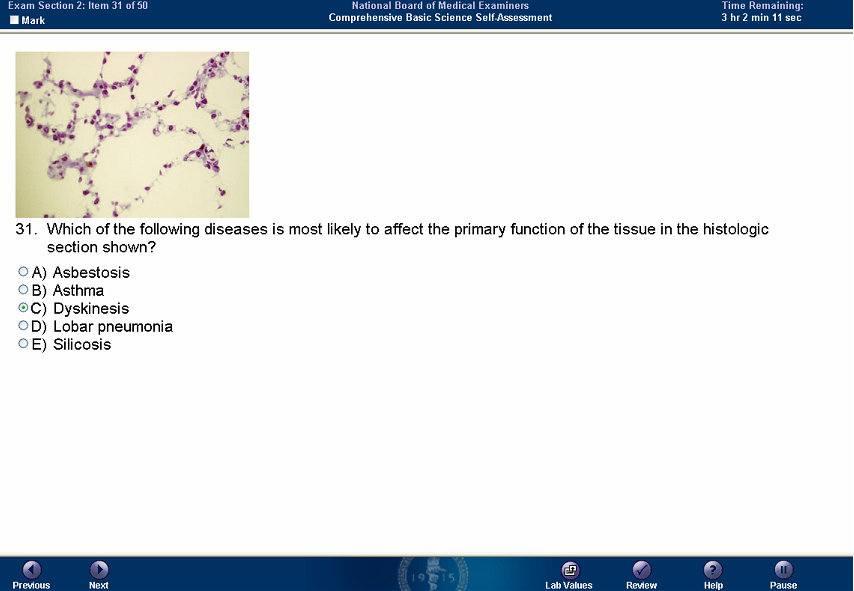 Exam Section 2: Item 31 of 50
National Board of Medical Examiners
Time Remaining:
Mark
Comprehensive Basic Science Self-Assessment
3 hr 2 min 11 sec
31. Which of the following diseases is most likely to affect the primary function of the tissue in the histologic
section shown?
A) Asbestosis
B) Asthma
C) Dyskinesis
D) Lobar pneumonia
E) Silicosis
1915
Previous
Next
Lab Values
Review
Help
Pause